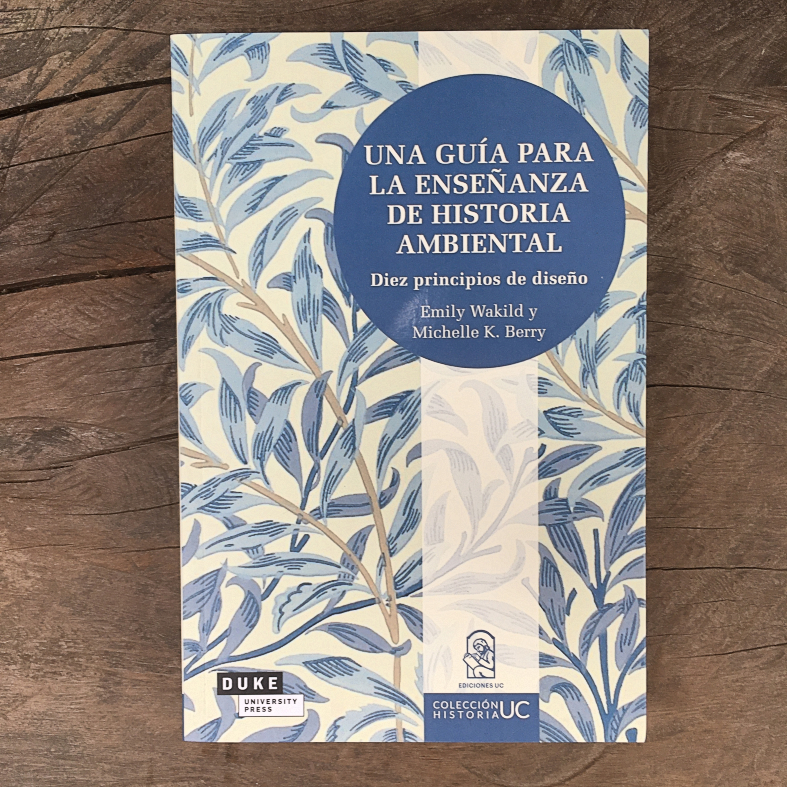 UNA GUÍA PARA
LA ENSEÑANZA
DE HISTORIA
AMBIENTAL
Diez principios de diseño
Emily Wakild y
Michelle K. Berry
EDICIONES UC
DUKE
UNIVERSITY
PRESS
COLECCIÓN
HISTORIA UC